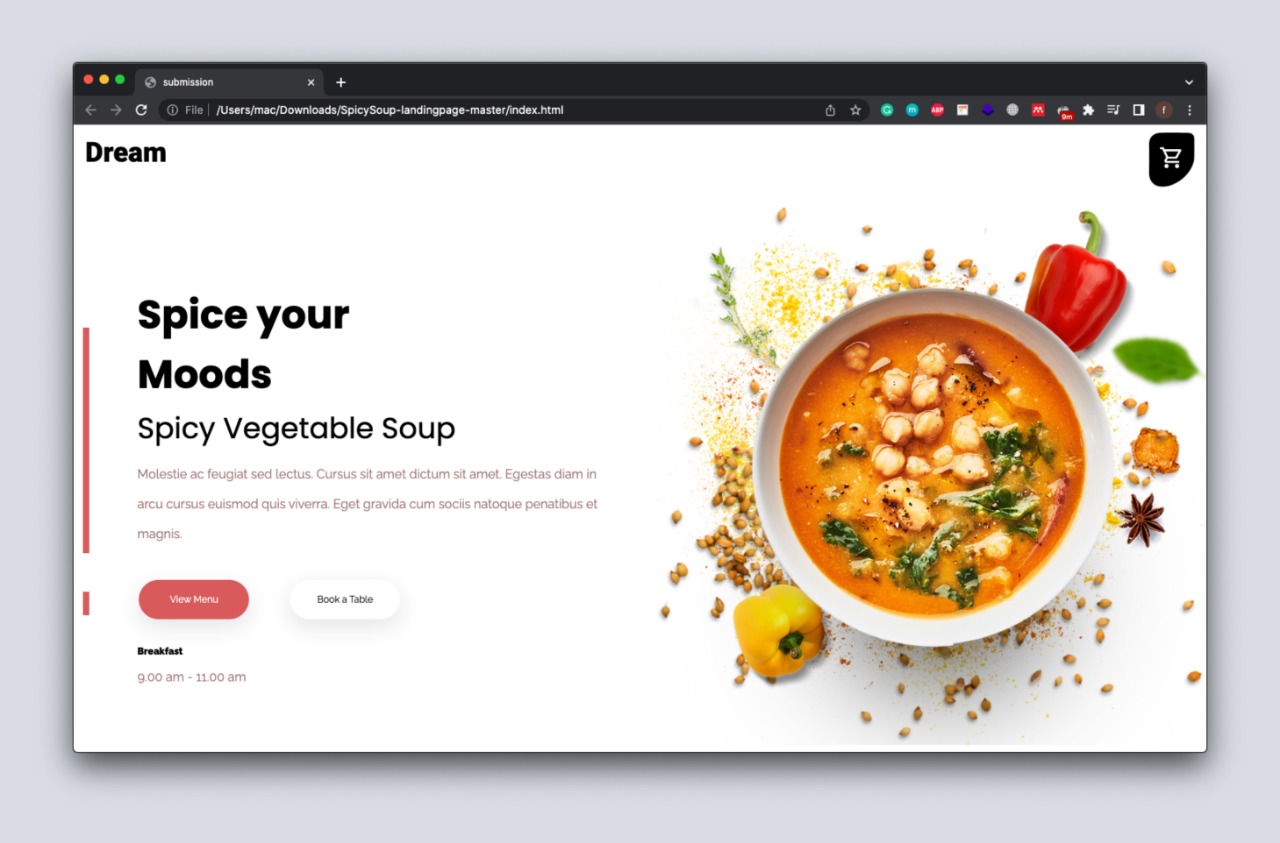 submission
File /Users/mac/Downloads/SpicySoup-landingpage-master/index.html
m
ABP
9m
f
Dream
Spice your
Moods
Spicy Vegetable Soup
Molestie ac feugiat sed lectus. Cursus sit amet dictum sit amet. Egestas diam in
arcu cursus euismod quis viverra. Eget gravida cum sociis natoque penatibus et
magnis.
View Menu
Book a Table
Breakfast
9.00 am - 11.00 am